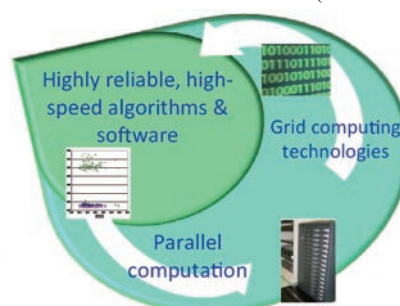 Highly reliable, high-
speed algorithms &
software
Grid computing
technologies
Parallel
computation